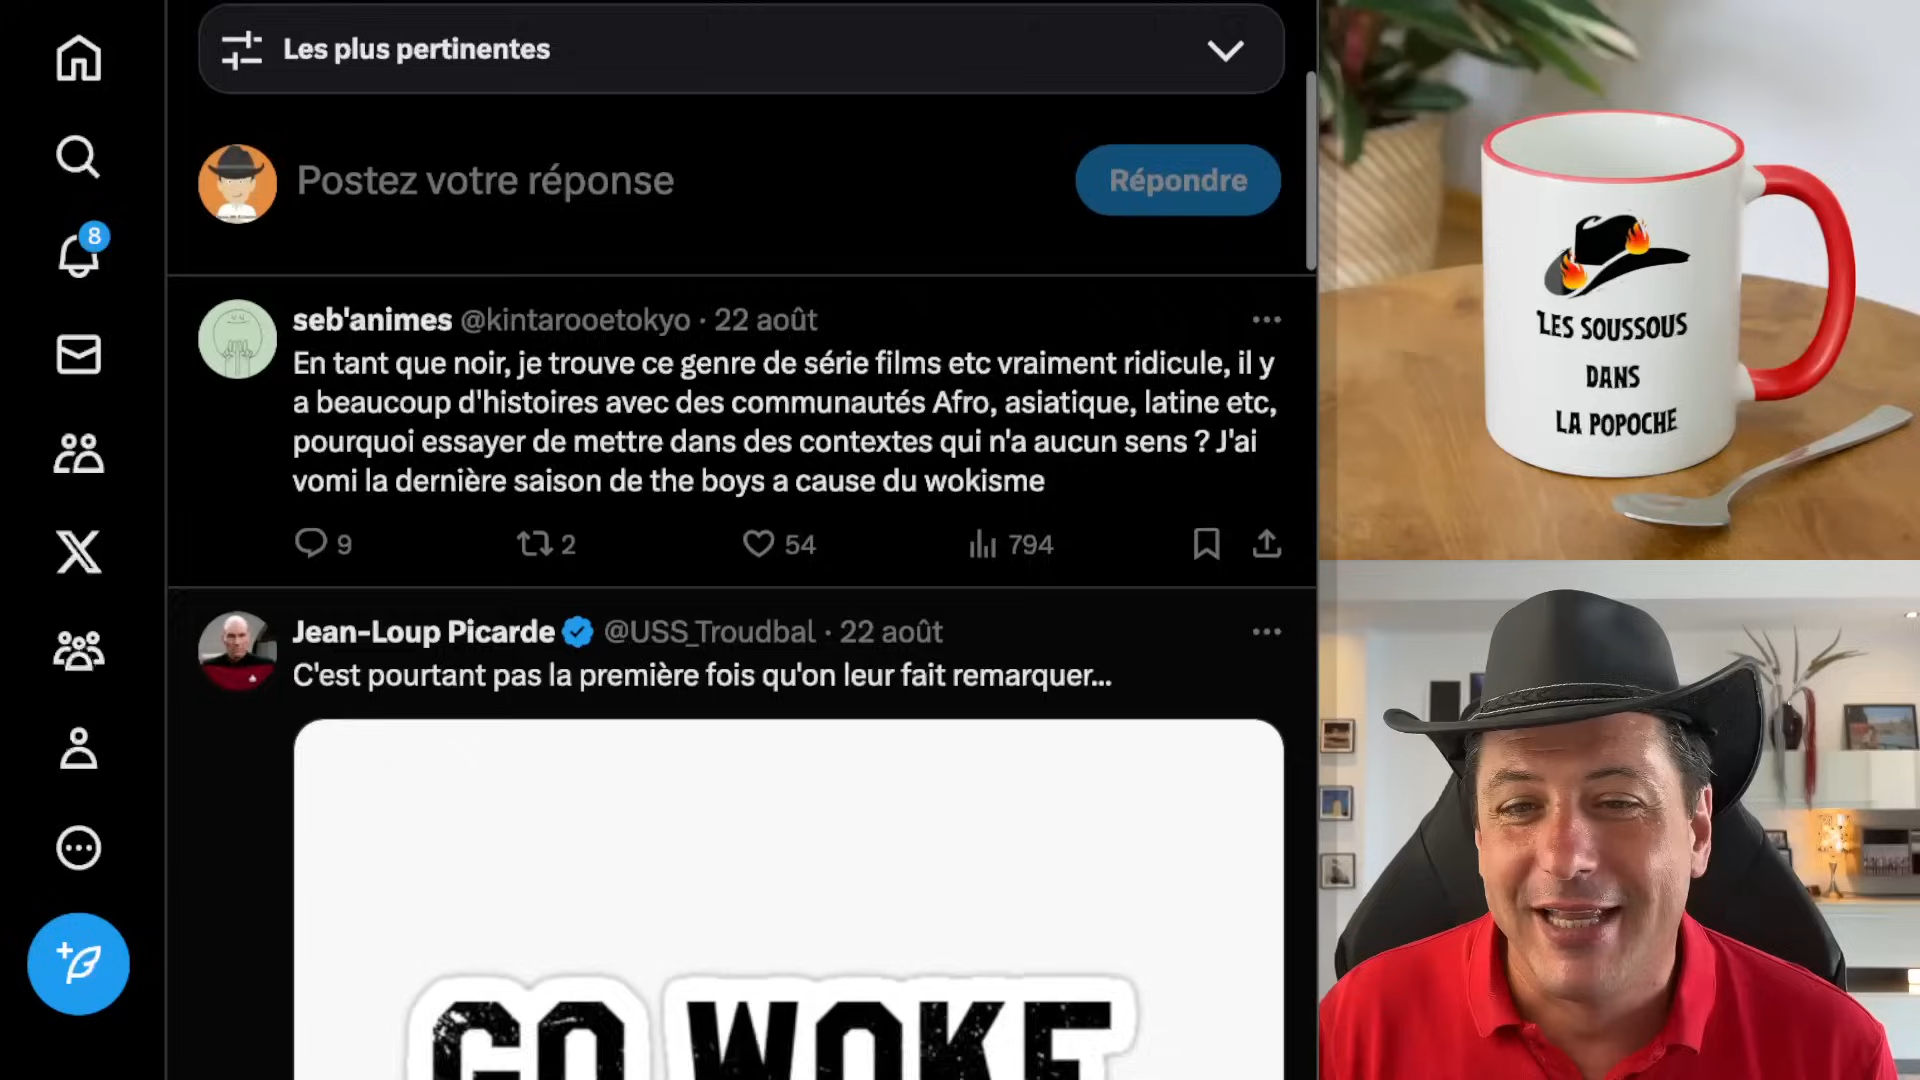 Les plus pertinentes
Postez votre réponse
Répondre
8
seb'animes @kintarooetokyo · 22 août
En tant que noir, je trouve ce genre de série films etc vraiment ridicule, il y
a beaucoup d'histoires avec des communautés Afro, asiatique, latine etc,
pourquoi essayer de mettre dans des contextes qui n'a aucun sens ? J'ai
vomi la dernière saison de the boys a cause du wokisme
9 2 54 794
Jean-Loup Picarde @USS_Troudbal · 22 août
C'est pourtant pas la première fois qu'on leur fait remarquer...
GO WOKE
LES SOUSSOUS
DANS
LA POPOCHE